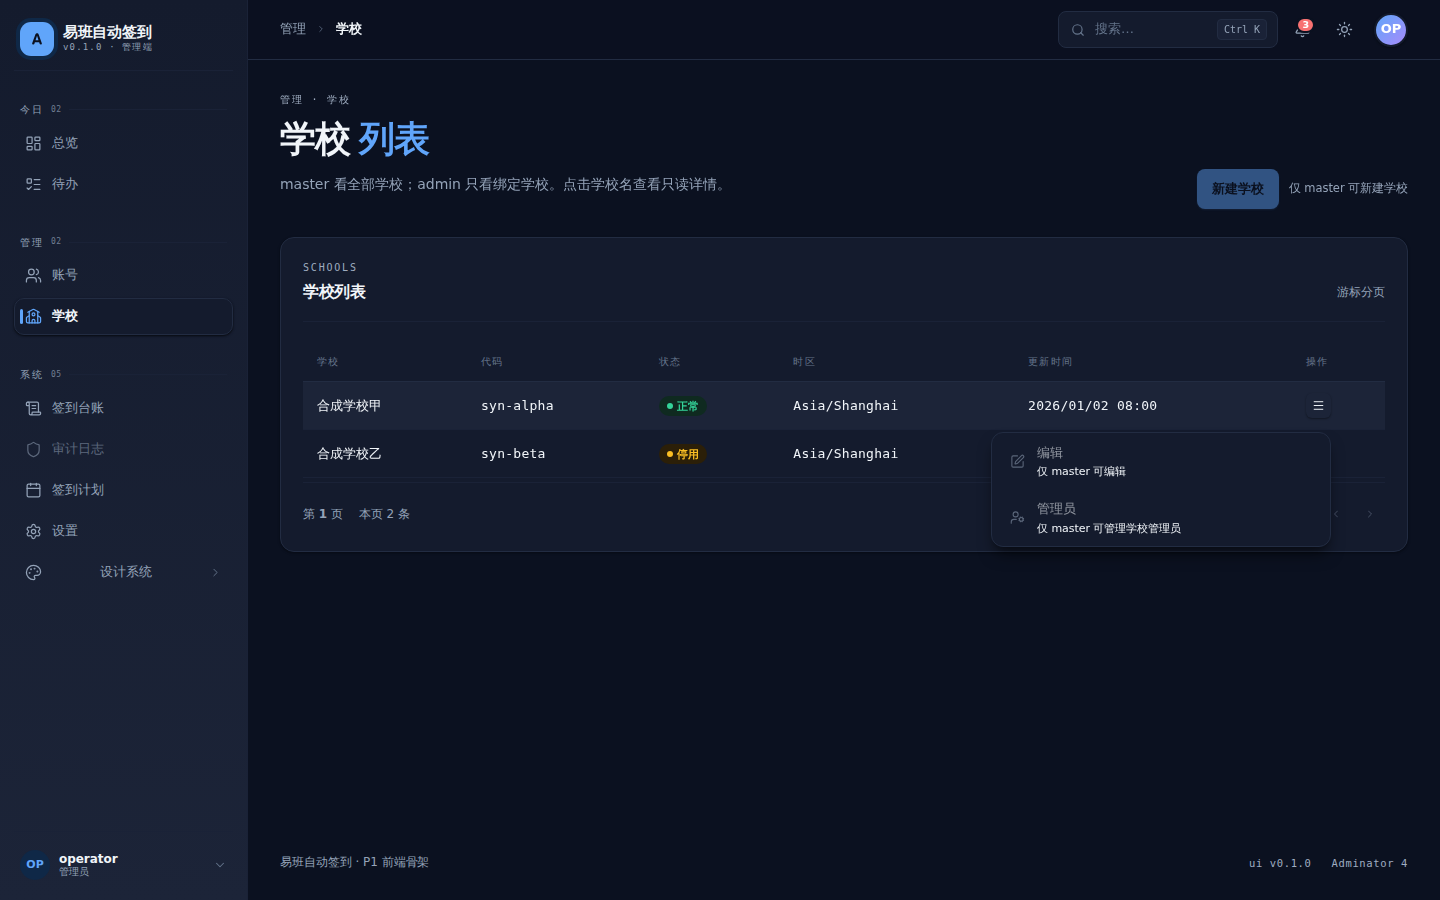 A
易班自动签到
v0.1.0 · 管理端
今日 02
总览
待办
管理 02
账号
学校
系统 05
签到台账
审计日志
签到计划
设置
设计系统
OP
operator
管理员
管理 › 学校
搜索...
Ctrl K
3
OP
管理 · 学校
学校 列表
master 看全部学校；admin 只看绑定学校。点击学校名查看只读详情。
新建学校
仅 master 可新建学校
SCHOOLS
学校列表
游标分页
学校 代码 状态 时区 更新时间 操作
合成学校甲 syn-alpha 正常 Asia/Shanghai 2026/01/02 08:00
合成学校乙 syn-beta 停用 Asia/Shanghai
编辑
仅 master 可编辑
管理员
仅 master 可管理学校管理员
第 1 页 本页 2 条
易班自动签到 · P1 前端骨架
ui v0.1.0 Adminator 4